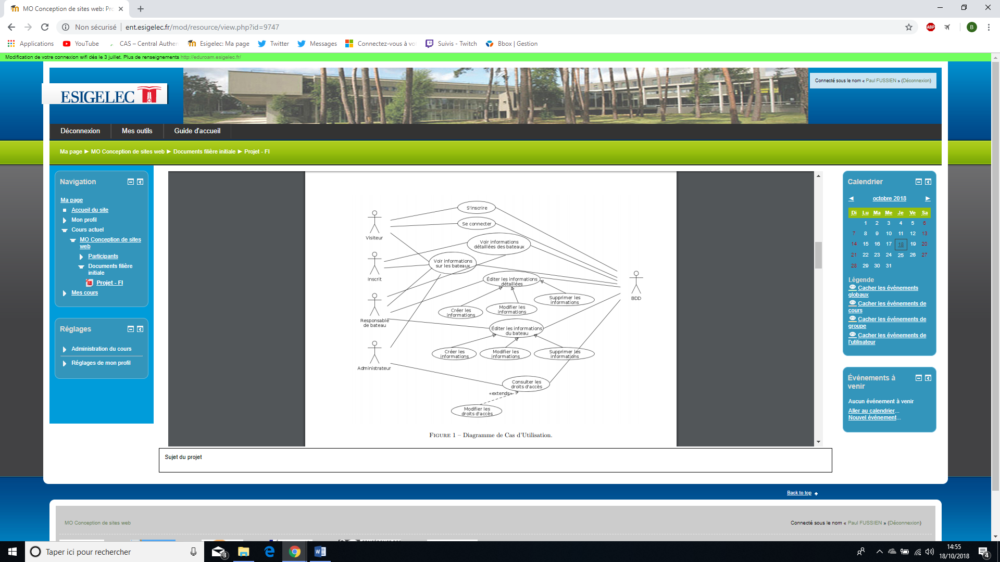 MO Conception de sites web: Pro
Non sécurisé
ent.esigelec.fr/mod/resource/view.php?id=9747
ABP
B
Applications
YouTube
CAS – Central Authen
Esigelec: Ma page
Twitter
Messages
Connectez-vous à vo
Suivis - Twitch
Bbox | Gestion
Modification de votre connexion wifi dès le 3 juillet. Plus de renseignements http://eduroam.esigelec.fr/
ESIGELEC
Connecté sous le nom « Paul FUSSIEN » (Déconnexion)
Déconnexion
Mes outils
Guide d'accueil
Ma page ► MO Conception de sites web ► Documents filière initiale ► Projet - FI
Navigation
Ma page
Accueil du site
Mon profil
Cours actuel
MO Conception de sites
web
Participants
Documents filière
initiale
Projet - FI
Mes cours
Réglages
Administration du cours
Réglages de mon profil
Visiteur
Inscrit
Responsable
de bateau
Administrateur
S'inscrire
Se connecter
Voir informations
détaillées des bateaux
Voir informations
sur les bateaux
Éditer les informations
détaillées
Supprimer les
informations
Créer les
informations
Modifier les
informations
Éditer les informations
du bateau
Créer les
informations
Modifier les
informations
Supprimer les
informations
Consulter les
droits d'accès
«extends»
Modifier les
droits d'accès
BDD
FIGURE 1 – Diagramme de Cas d'Utilisation.
Sujet du projet
Calendrier
◄ octobre 2018 ►
Di Lu Ma Me Je Ve Sa
1 2 3 4 5 6
7 8 9 10 11 12 13
14 15 16 17 18 19 20
21 22 23 24 25 26 27
28 29 30 31
Légende
Cacher les événements
globaux
Cacher les événements de
cours
Cacher les événements de
groupe
Cacher les événements de
l'utilisateur
Événements à
venir
Aucun événement à venir
Aller au calendrier...
Nouvel événement...
Back to top
MO Conception de sites web
Connecté sous le nom « Paul FUSSIEN » (Déconnexion)
Taper ici pour rechercher
3
W
14:55
18/10/2018
4